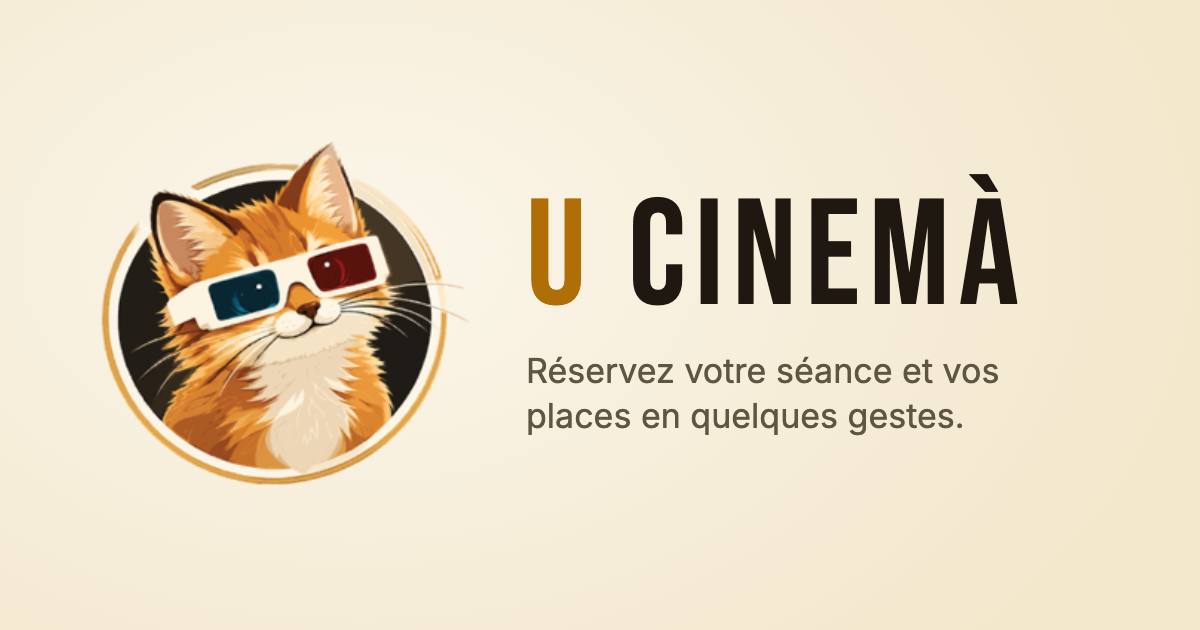 U CINEMÀ
Réservez votre séance et vos
places en quelques gestes.